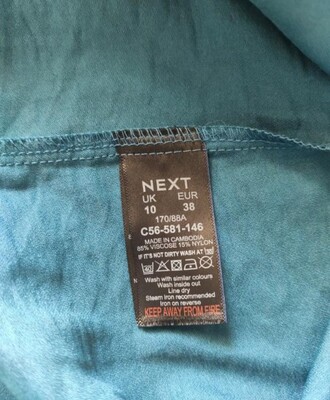 NEXT
UK EUR
10 38
170/88A
C56-581-146
MADE IN CAMBODIA
85% VISCOSE 15% NYLON
IF IT'S NOT DIRTY WASH AT
Wash with similar colours
Wash inside out
Line dry
Steam iron recommended
Iron on reverse
KEEP AWAY FROM FIRE